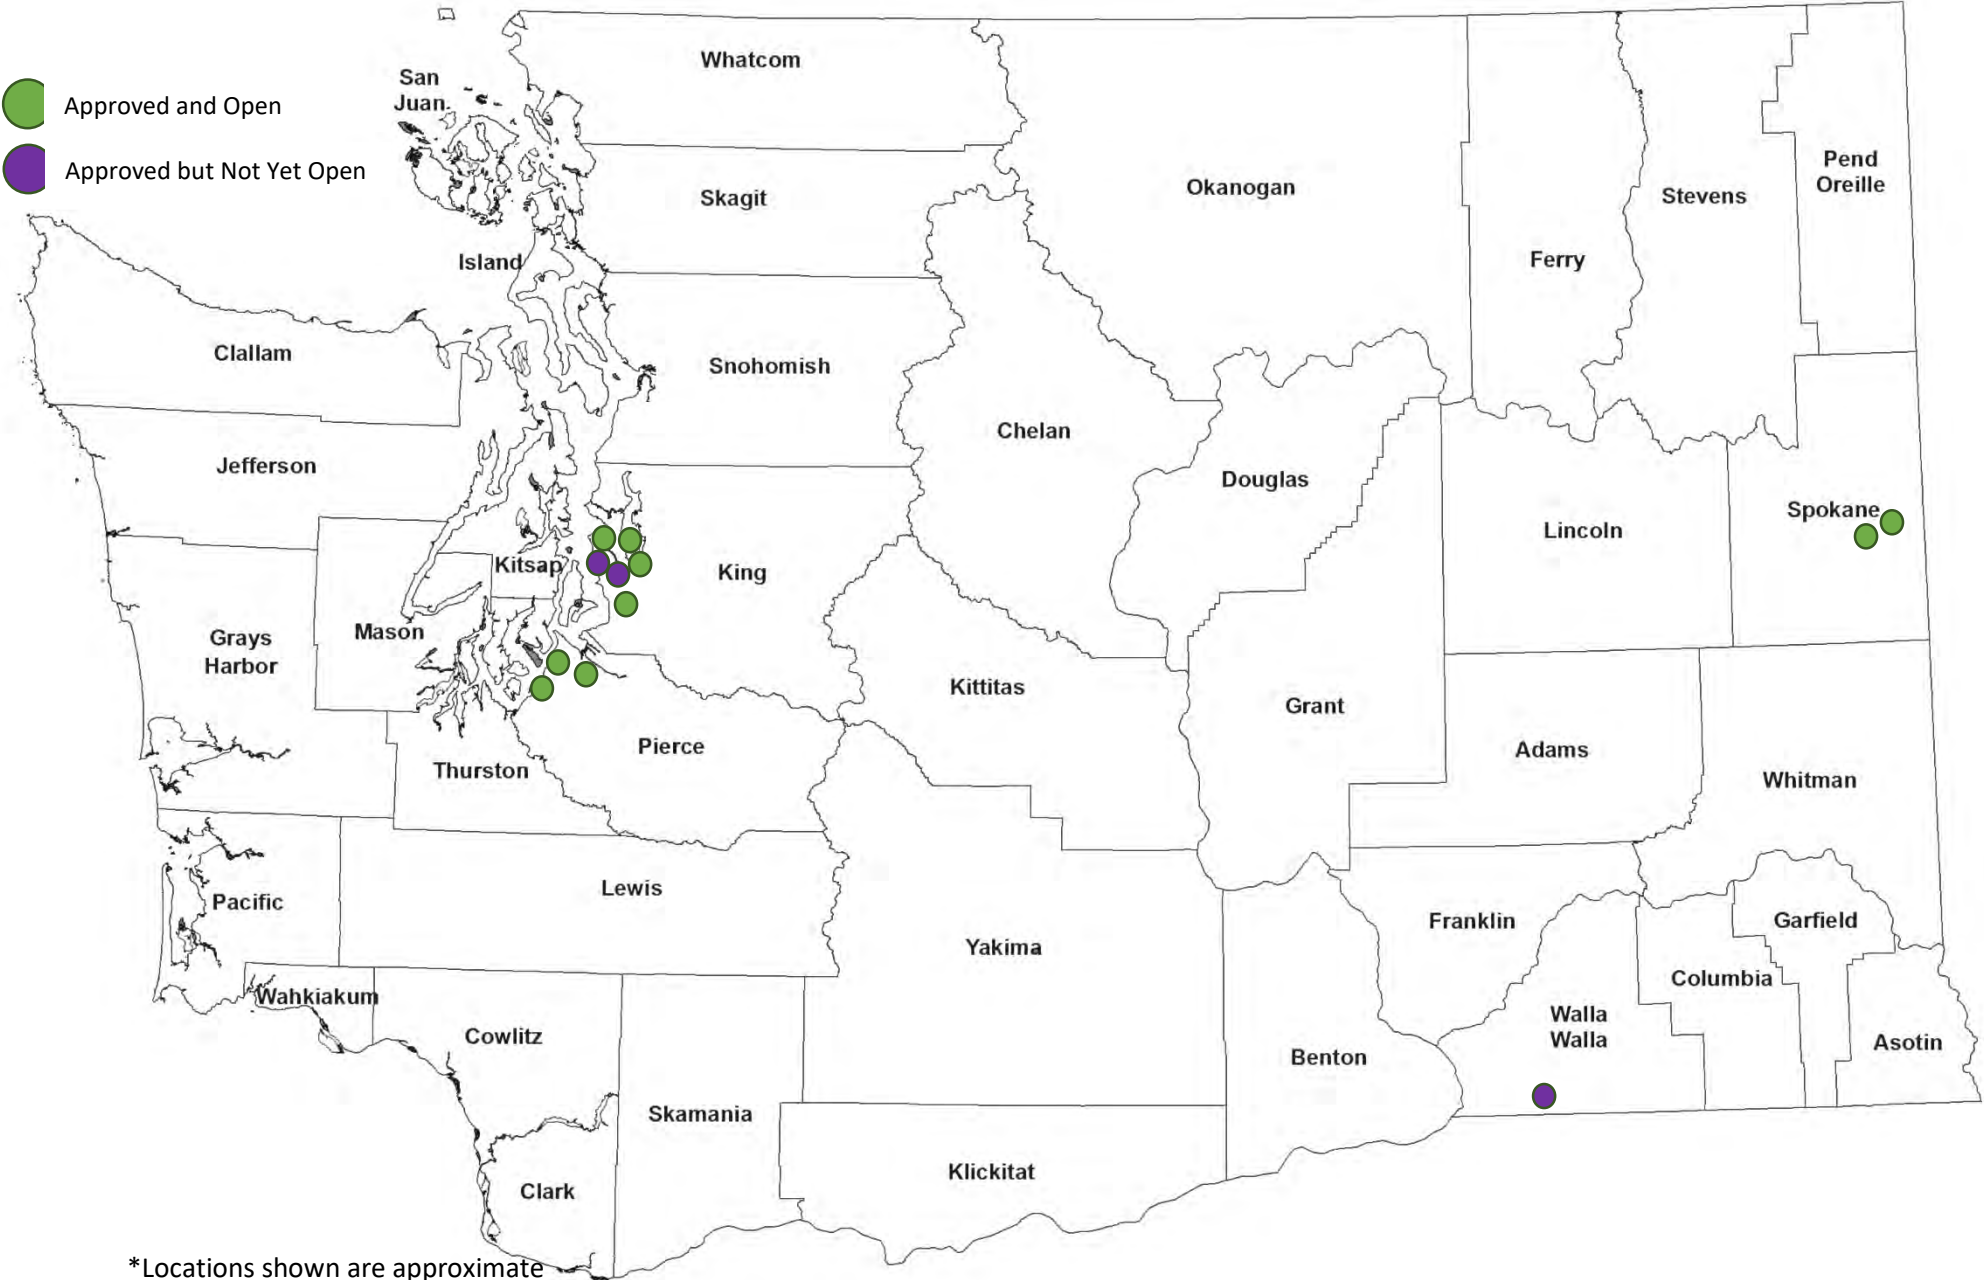 Whatcom
San
Juan
Approved and Open
Approved but Not Yet Open
Skagit
Okanogan
Pend
Oreille
Stevens
Ferry
Island
Clallam
Snohomish
Chelan
Jefferson
Douglas
Lincoln
Spokane
Kitsap
King
Mason
Grays
Harbor
Kittitas
Grant
Pierce
Adams
Thurston
Whitman
Lewis
Pacific
Franklin
Garfield
Yakima
Columbia
Wahkiakum
Walla
Walla
Cowlitz
Asotin
Benton
Skamania
Klickitat
Clark
*Locations shown are approximate